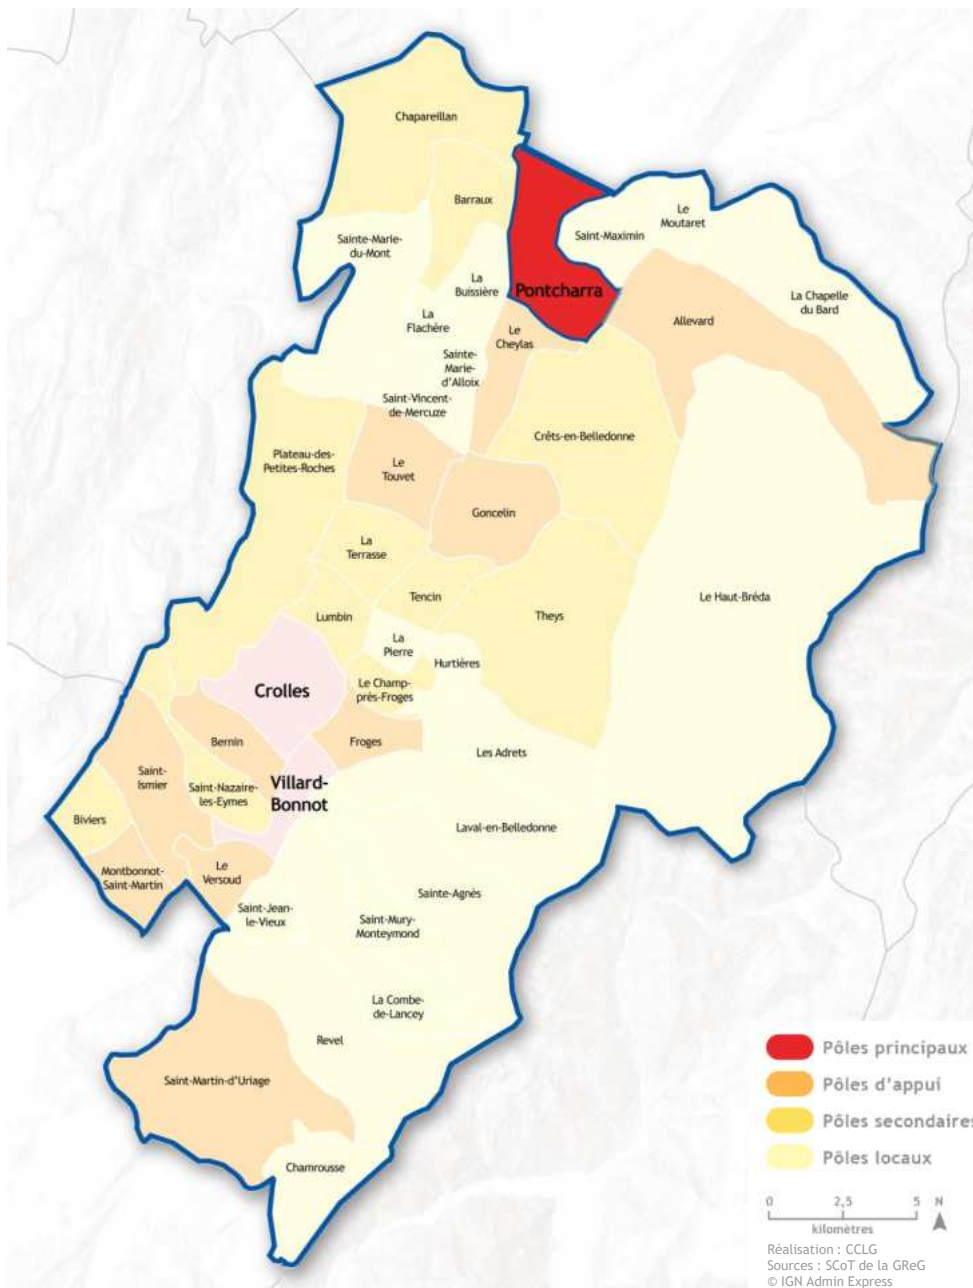 Chapareillan
Barraux
Le
Moutaret
Saint-Maximin
Sainte-Marie-
du-Mont
La
Buissière
Pontcharra
La Chapelle
du Bard
La
Flachère
Allevard
Le
Cheylas
Sainte-
Marie-
d'Alloix
Saint-Vincent-
de-Mercuze
Crêts-en-Belledonne
Plateau-des-
Petites-Roches
Le
Touvet
Goncelin
La
Terrasse
Tencin
Le Haut-Bréda
Lumbin
Theys
La
Pierre
Hurtières
Crolles
Le Champ-
près-Froges
Bernin
Froges
Les Adrets
Saint-
Ismier
Saint-Nazaire-
les-Eymes
Villard-
Bonnot
Biviers
Laval-en-Belledonne
Montbonnot-
Saint-Martin
Le
Versoud
Sainte-Agnès
Saint-Jean-
le-Vieux
Saint-Mury-
Monteymond
La Combe-
de-Lancey
Revel
Saint-Martin-d'Uriage
Chamrousse
Pôles principaux
Pôles d'appui
Pôles secondaires
Pôles locaux
0 2,5 5 N
kilomètres
Réalisation : CCLG
Sources : SCoT de la GReG
© IGN Admin Express